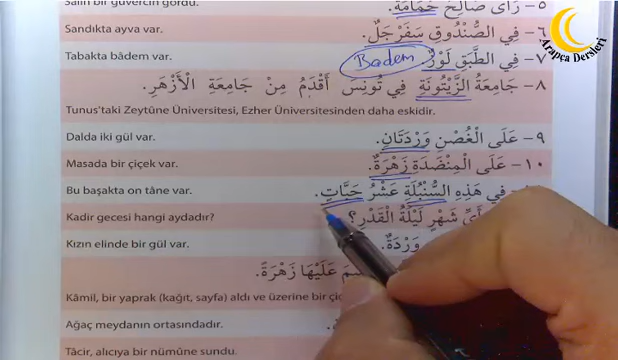 Salih bir güvercin gördü. ٥ - رَأَى صَالِحٌ حَمَامَةً.
Sandıkta ayva var. ٦ - فِي الصُّنْدُوقِ سَفَرْجَلٌ.
Tabakta bâdem var. Badem ٧ - فِي الطَّبَقِ لَوْزٌ.
٨ - جَامِعَةُ الزَّيْتُونَةِ فِي تُونِسَ أَقْدَمُ مِنْ جَامِعَةِ الْأَزْهَرِ.
Tunus'taki Zeytûne Üniversitesi, Ezher Üniversitesinden daha eskidir.
Dalda iki gül var. ٩ - عَلَى الْغُصْنِ وَرْدَتَانِ.
Masada bir çiçek var. ١٠ - عَلَى الْمِنْضَدَةِ زَهْرَةٌ.
Bu başakta on tâne var. فِي هَذِهِ السُّنْبُلَةِ عَشْرُ حَبَّاتٍ.
Kadir gecesi hangi aydadır? أَيِّ شَهْرٍ لَيْلَةُ الْقَدْرِ؟
Kızın elinde bir gül var. وَرْدَةٌ.
عَلَيْهَا زَهْرَةً.
Kâmil, bir yaprak (kağıt, sayfa) aldı ve üzerine bir
Ağaç meydanın ortasındadır.
Tâcir, alıcıya bir nümûne sundu.
Arapça Dersleri